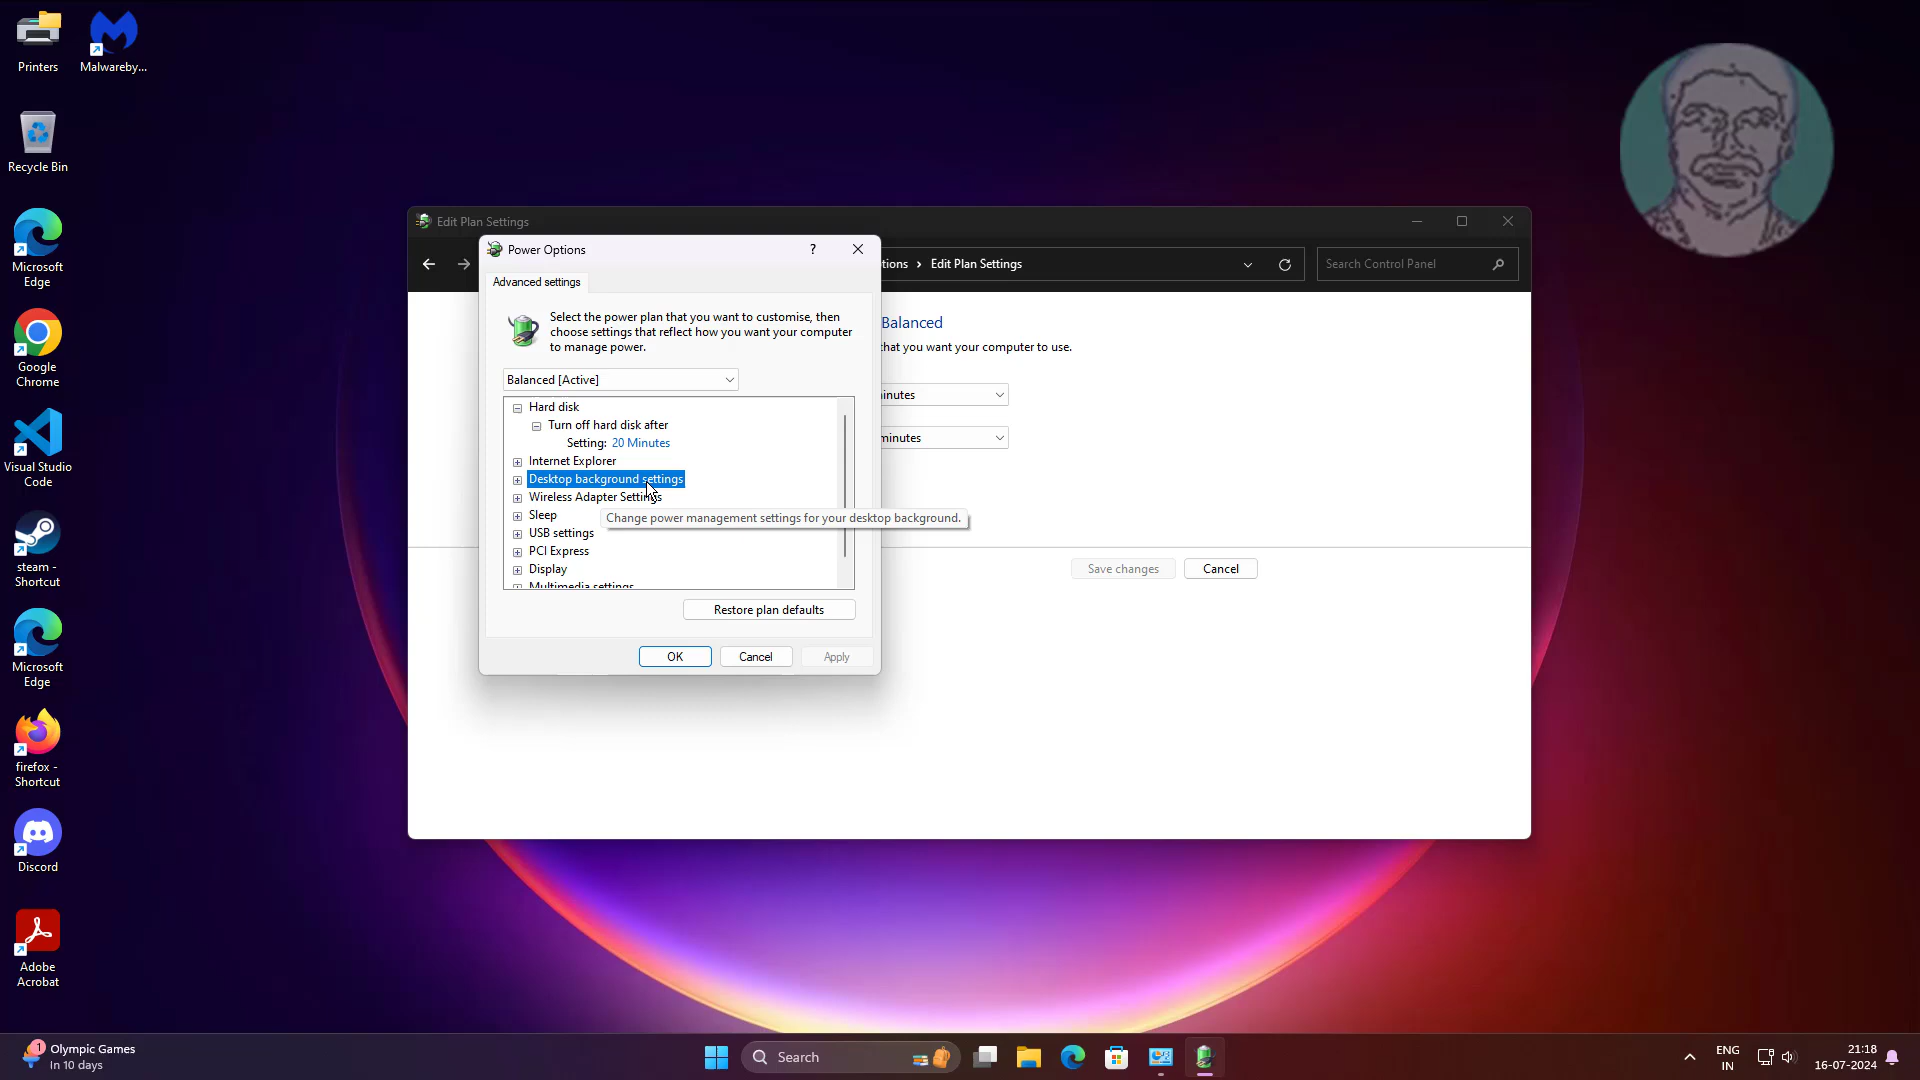 Printers
Malwareby...
Recycle Bin
Microsoft
Edge
Google
Chrome
Visual Studio
Code
steam -
Shortcut
Microsoft
Edge
firefox -
Shortcut
Discord
Adobe
Acrobat
Edit Plan Settings
tions > Edit Plan Settings
Search Control Panel
Balanced
that you want your computer to use.
inutes
minutes
Save changes
Cancel
Power Options
?
Advanced settings
Select the power plan that you want to customise, then
choose settings that reflect how you want your computer
to manage power.
Balanced [Active]
Hard disk
Turn off hard disk after
Setting: 20 Minutes
Internet Explorer
Desktop background settings
Wireless Adapter Settings
Sleep
Change power management settings for your desktop background.
USB settings
PCI Express
Display
Multimedia settings
Restore plan defaults
OK
Cancel
Apply
1
Olympic Games
In 10 days
Search
ENG
IN
21:18
16-07-2024